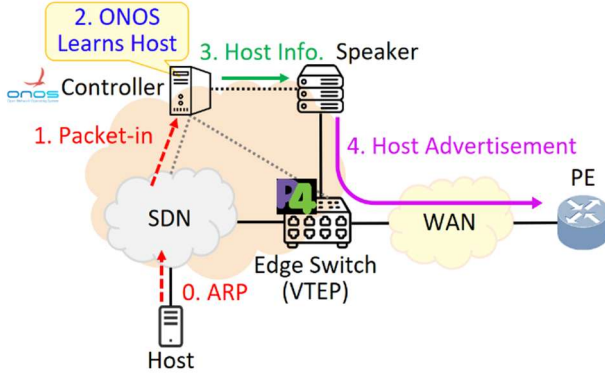 2. ONOS
Learns Host
3. Host Info.
Speaker
onos
Controller
1. Packet-in
4. Host Advertisement
PE
P4
SDN
WAN
Edge Switch
(VTEP)
0. ARP
Host